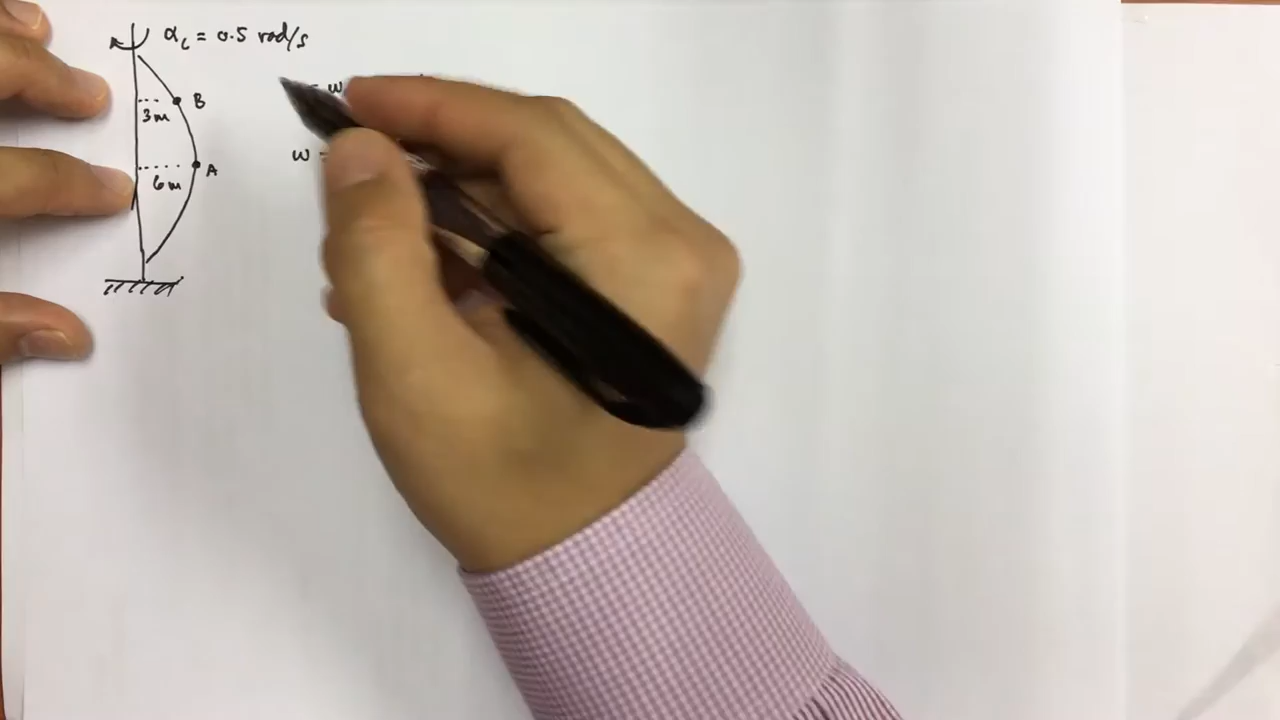 α_c = 0.5 rad/s
B
3m
A
6m